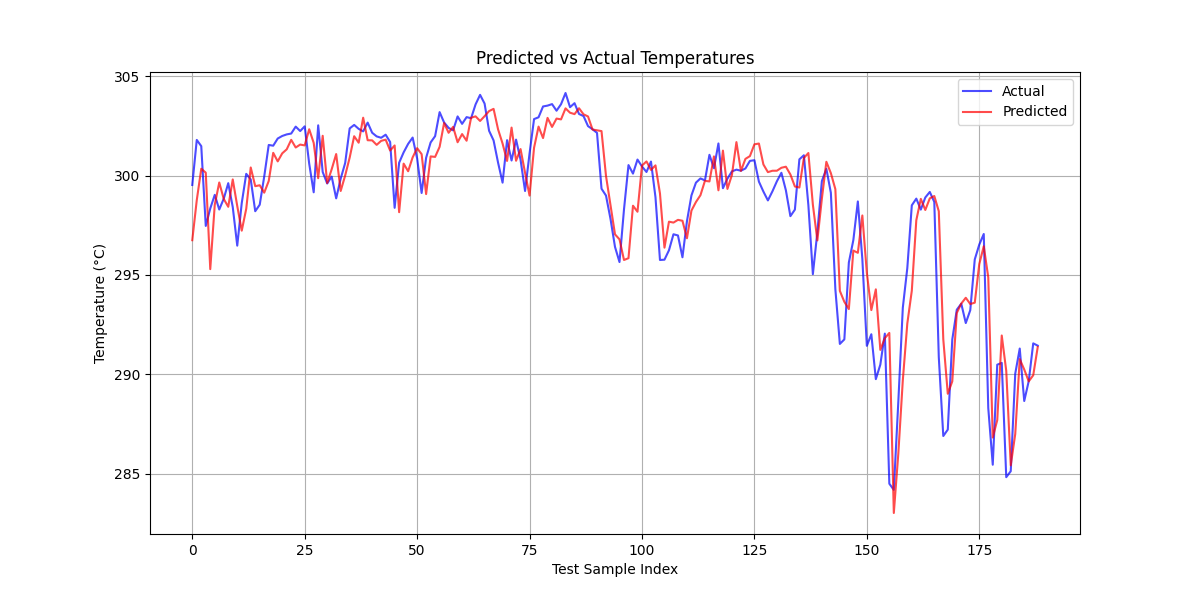 Predicted vs Actual Temperatures
Actual
Predicted
Temperature (°C)
305
300
295
290
285
0
25
50
75
100
125
150
175
Test Sample Index